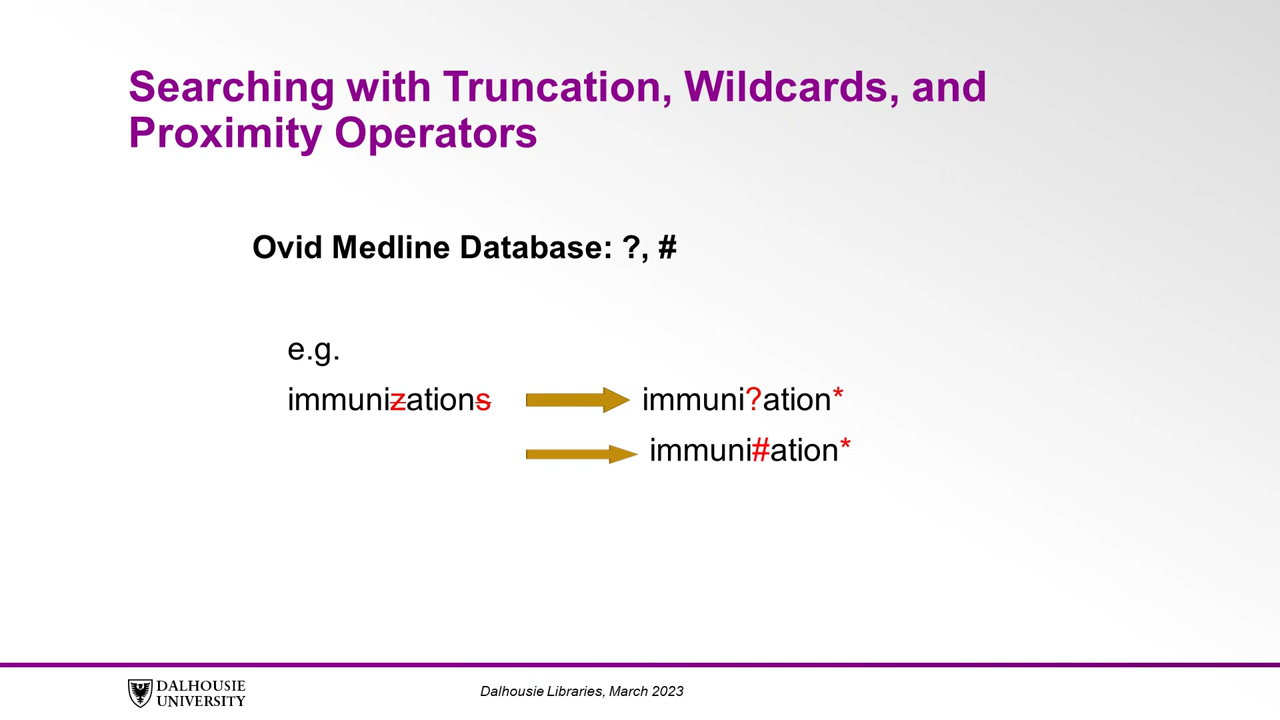 Searching with Truncation, Wildcards, and
Proximity Operators
Ovid Medline Database: ?, #
e.g.
immunizations immuni?ation*
immuni#ation*
DALHOUSIE
UNIVERSITY
Dalhousie Libraries, March 2023